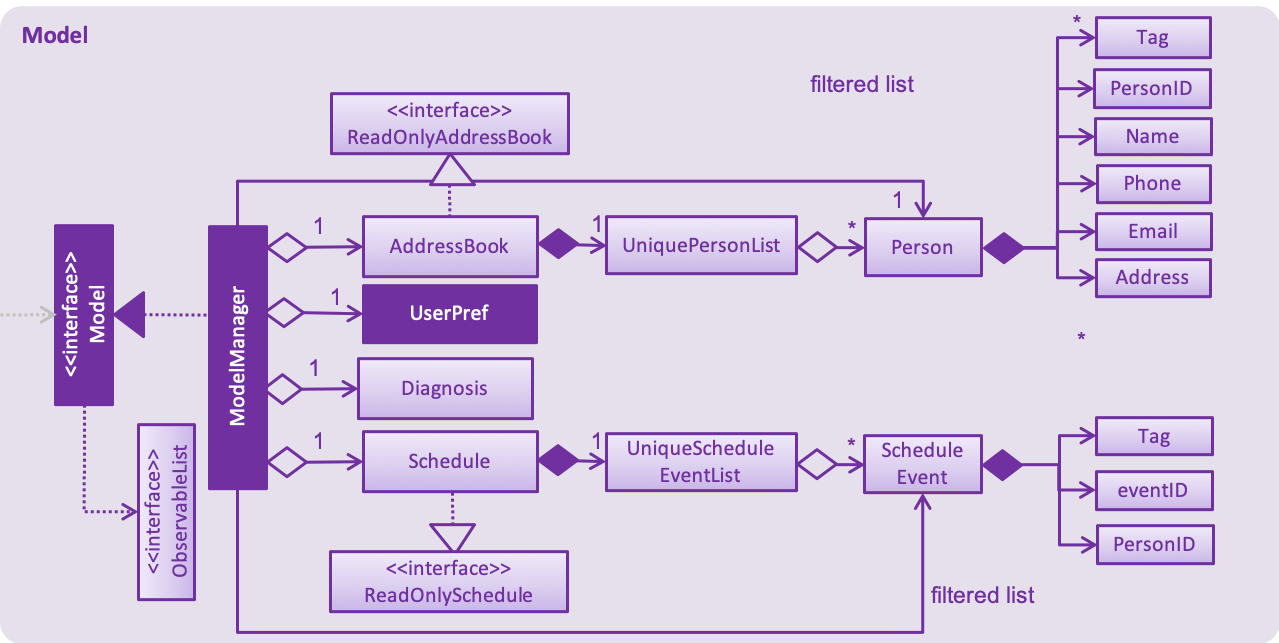 Model
*
Tag
filtered list
PersonID
<<interface>>
ReadOnlyAddressBook
Name
Phone
1
1
1
*
AddressBook
UniquePersonList
Person
Email
Address
<<interface>>
Model
ModelManager
1
UserPref
*
1
Diagnosis
<<interface>>
ObservableList
1
Schedule
1
UniqueSchedule
EventList
*
Schedule
Event
Tag
eventID
PersonID
<<interface>>
ReadOnlySchedule
filtered list